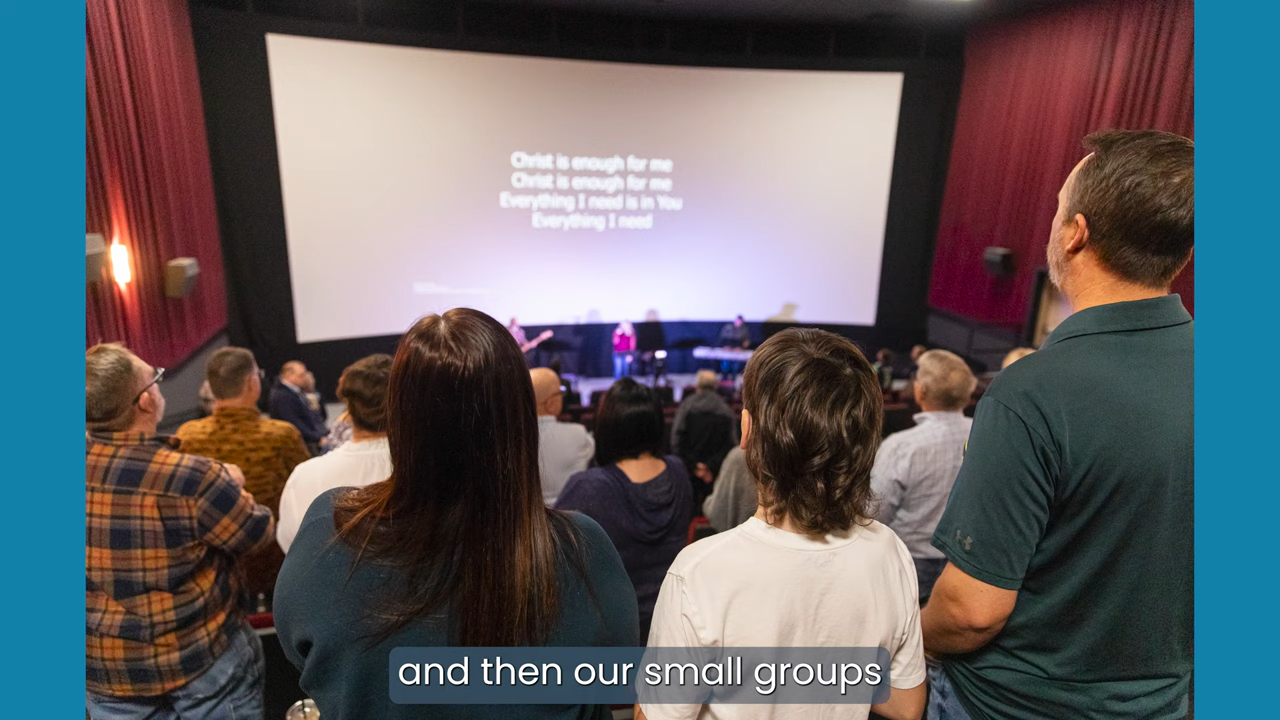 Christ is enough for me
Christ is enough for me
Everything I need is in You
Everything I need
and then our small groups